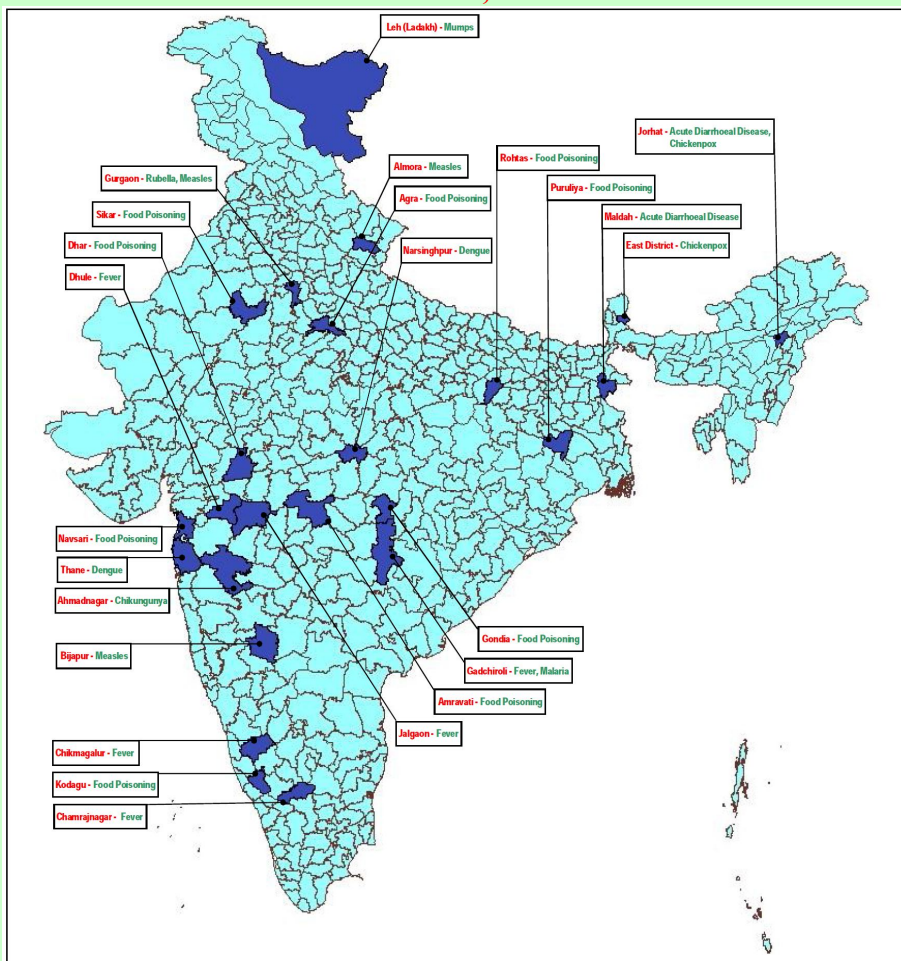 Leh (Ladakh) - Mumps
Jorhat - Acute Diarrhoeal Disease,
Chickenpox
Rohtas - Food Poisoning
Almora - Measles
Gurgaon - Rubella, Measles
Puruliya - Food Poisoning
Agra - Food Poisoning
Sikar - Food Poisoning
Maldah - Acute Diarrhoeal Disease
Dhar - Food Poisoning
East District - Chickenpox
Narsinghpur - Dengue
Dhule - Fever
Navsari - Food Poisoning
Thane - Dengue
Ahmadnagar - Chikungunya
Gondia - Food Poisoning
Bijapur - Measles
Gadchiroli - Fever, Malaria
Amravati - Food Poisoning
Jalgaon - Fever
Chikmagalur - Fever
Kodagu - Food Poisoning
Chamrajnagar - Fever